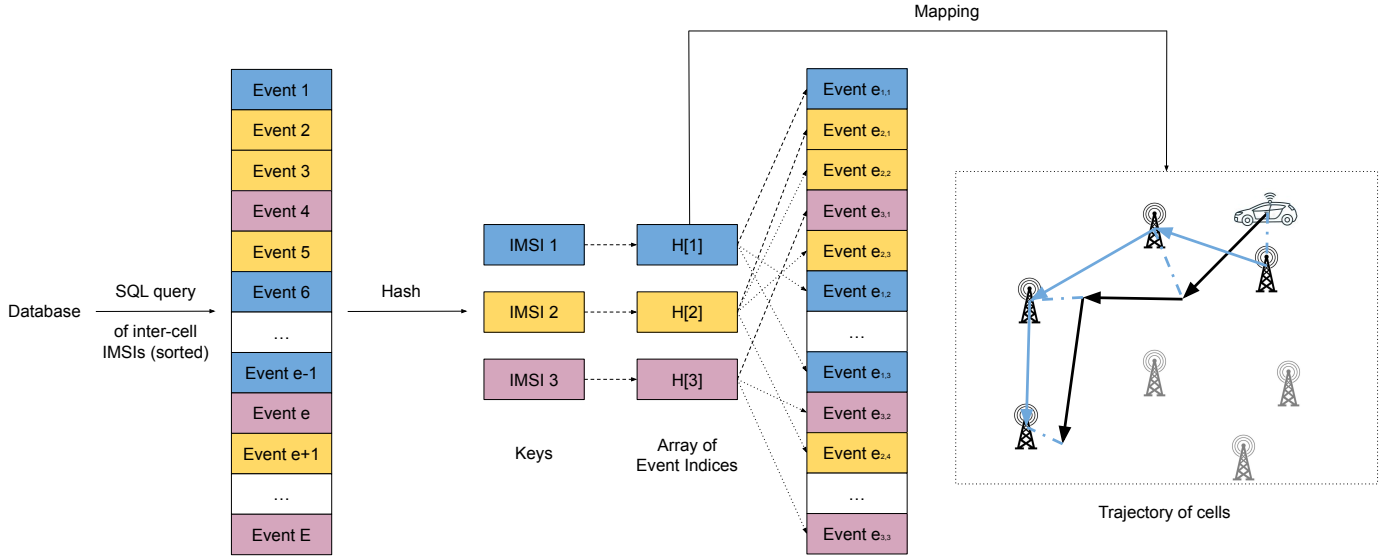 Mapping
Database
SQL query
of inter-cell
IMSIs (sorted)
Event 1
Event 2
Event 3
Event 4
Event 5
Event 6
...
Event e-1
Event e
Event e+1
...
Event E
Hash
IMSI 1
IMSI 2
IMSI 3
Keys
H[1]
H[2]
H[3]
Array of
Event Indices
Event e1,1
Event e2,1
Event e2,2
Event e3,1
Event e2,3
Event e1,2
...
Event e1,3
Event e3,2
Event e2,4
...
Event e3,3
Trajectory of cells